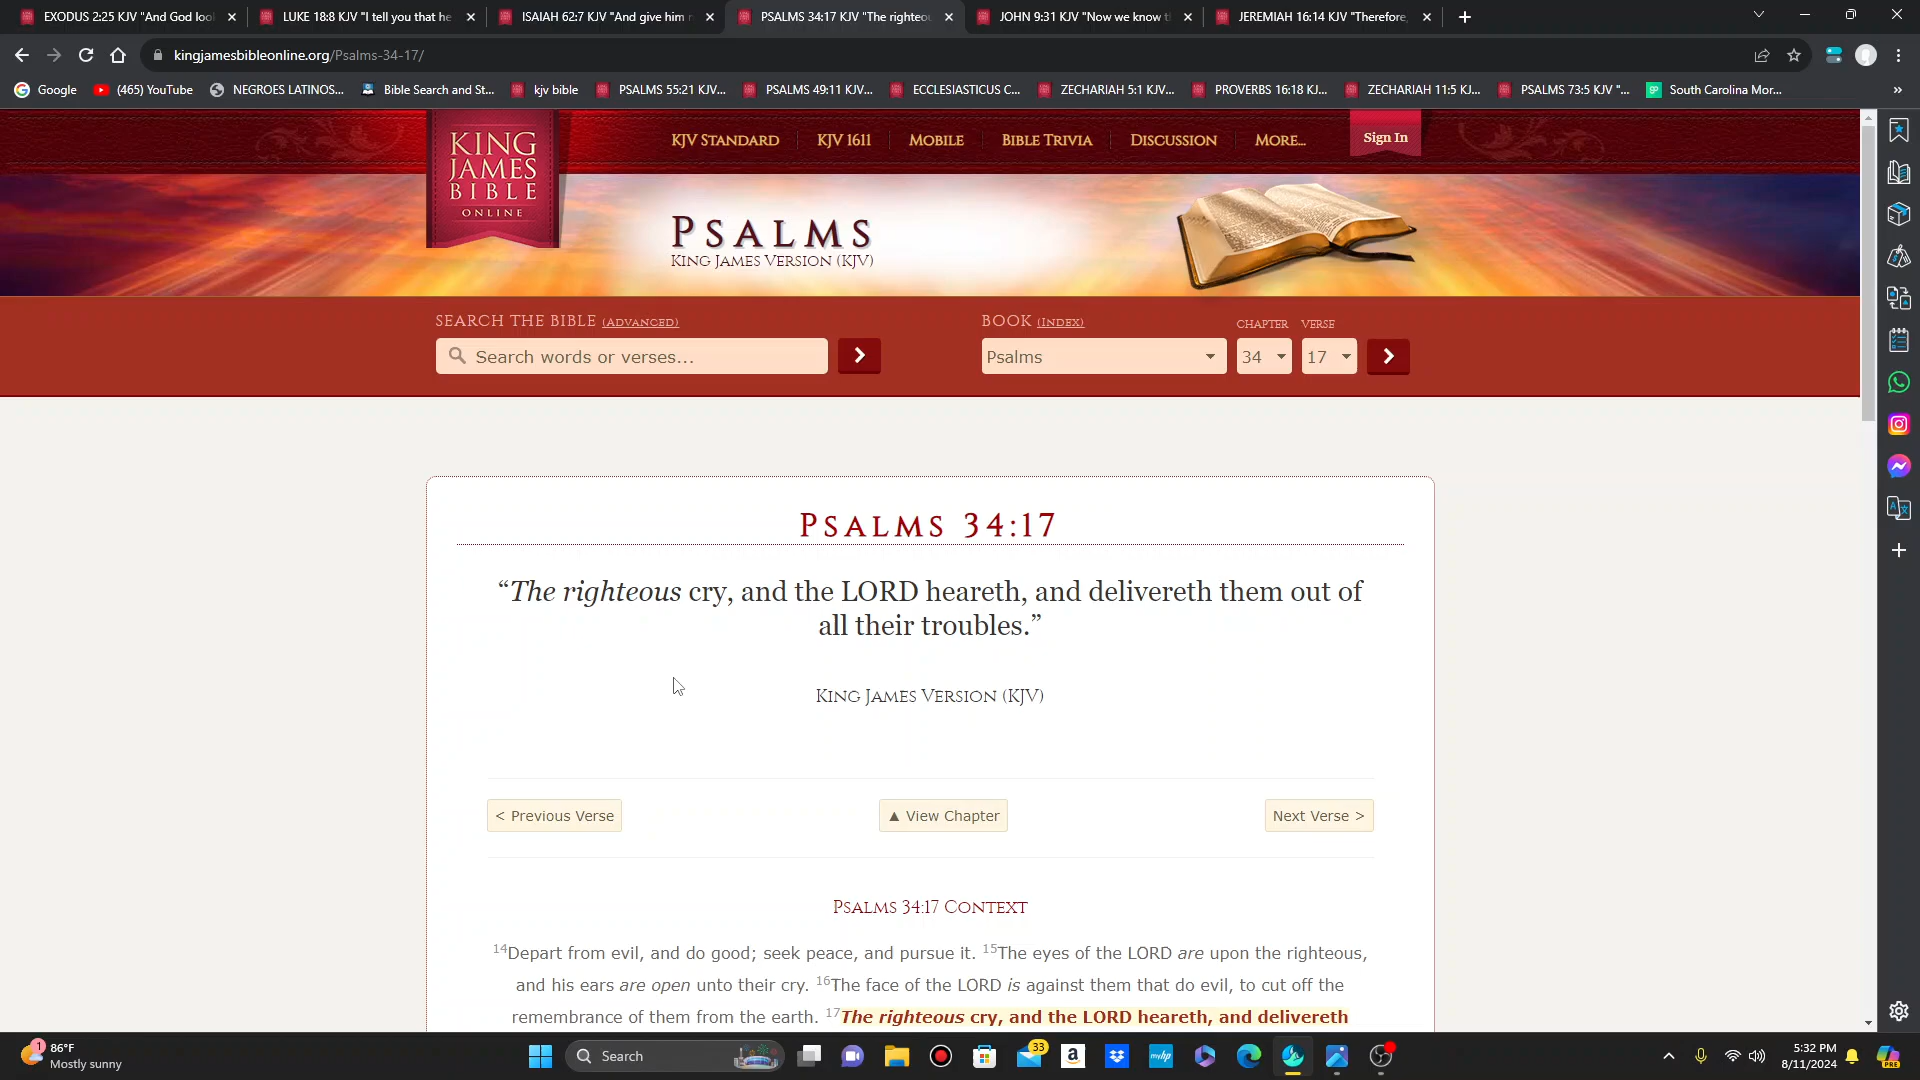 EXODUS 2:25 KJV "And God loo
LUKE 18:8 KJV "I tell you that he
ISAIAH 62:7 KJV "And give him n
PSALMS 34:17 KJV "The righteou
JOHN 9:31 KJV "Now we know t
JEREMIAH 16:14 KJV "Therefore,
kingjamesbibleonline.org/Psalms-34-17/
Google
(465) YouTube
NEGROES LATINOS...
Bible Search and St...
kjv bible
PSALMS 55:21 KJV...
PSALMS 49:11 KJV...
ECCLESIASTICUS C...
ZECHARIAH 5:1 KJV...
PROVERBS 16:18 KJ...
ZECHARIAH 11:5 KJ...
PSALMS 73:5 KJV "...
South Carolina Mor...
KING
JAMES
BIBLE
ONLINE
KJV STANDARD
KJV 1611
MOBILE
BIBLE TRIVIA
DISCUSSION
MORE...
Sign In
PSALMS
KING JAMES VERSION (KJV)
SEARCH THE BIBLE (ADVANCED)
BOOK (INDEX)
CHAPTER
VERSE
Search words or verses...
Psalms
34
17
PSALMS 34:17
“The righteous cry, and the LORD heareth, and delivereth them out of
all their troubles.”
KING JAMES VERSION (KJV)
< Previous Verse
▲ View Chapter
Next Verse >
PSALMS 34:17 CONTEXT
14Depart from evil, and do good; seek peace, and pursue it. 15The eyes of the LORD are upon the righteous,
and his ears are open unto their cry. 16The face of the LORD is against them that do evil, to cut off the
remembrance of them from the earth. 17The righteous cry, and the LORD heareth, and delivereth
1
86°F
Mostly sunny
Search
33
a
myhp
5:32 PM
8/11/2024
PRE